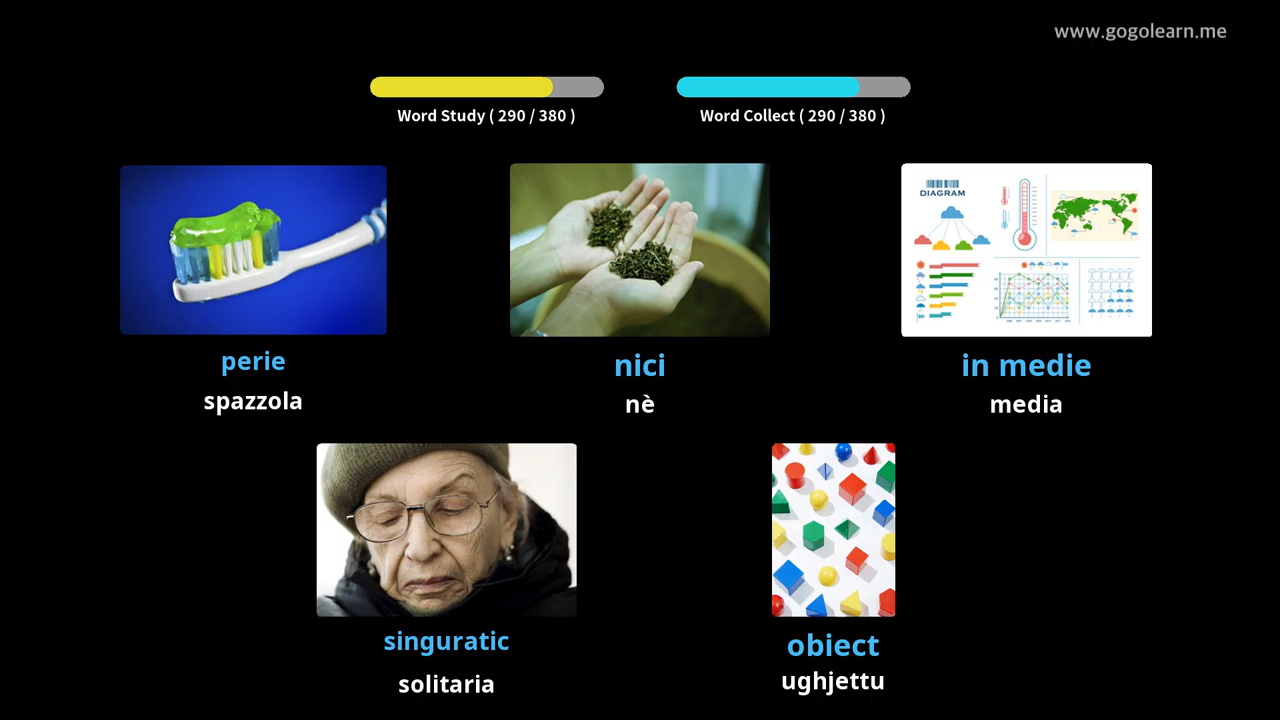 www.gogolearn.me
Word Study ( 290 / 380 )
Word Collect ( 290 / 380 )
DIAGRAM
perie
spazzola
nici
nè
in medie
media
singuratic
solitaria
obiect
ughjettu